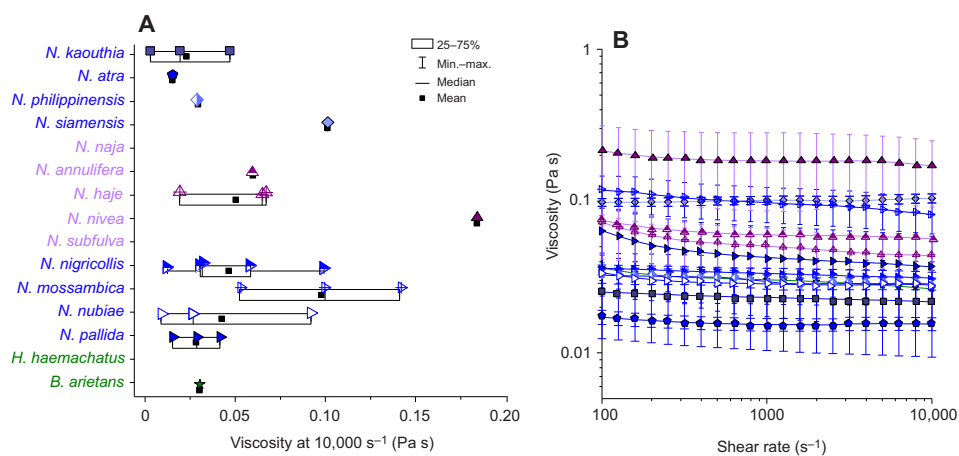 A
N. kaouthia
N. atra
N. philippinensis
N. siamensis
N. naja
N. annulifera
N. haje
N. nivea
N. subfulva
N. nigricollis
N. mossambica
N. nubiae
N. pallida
H. haemachatus
B. arietans
25–75%
Min.–max.
Median
Mean
0
0.05
0.10
0.15
0.20
Viscosity at 10,000 s⁻¹ (Pa s)
B
Viscosity (Pa s)
1
0.1
0.01
100
1000
10,000
Shear rate (s⁻¹)